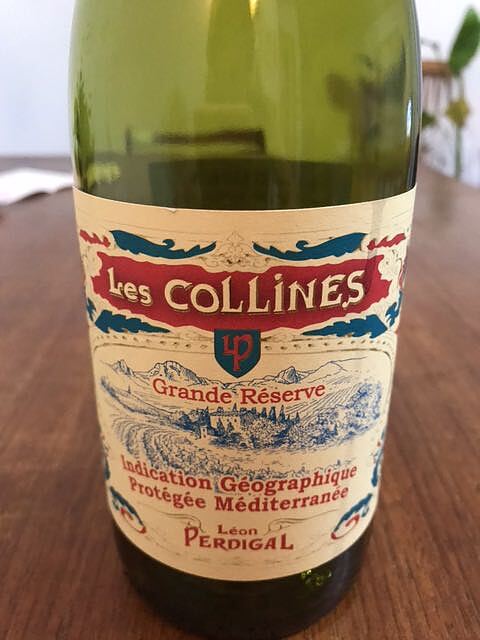 Les COLLINES
LP
Grande Réserve
Indication Géographique
Protégée Méditerranée
Léon
PERDIGAL